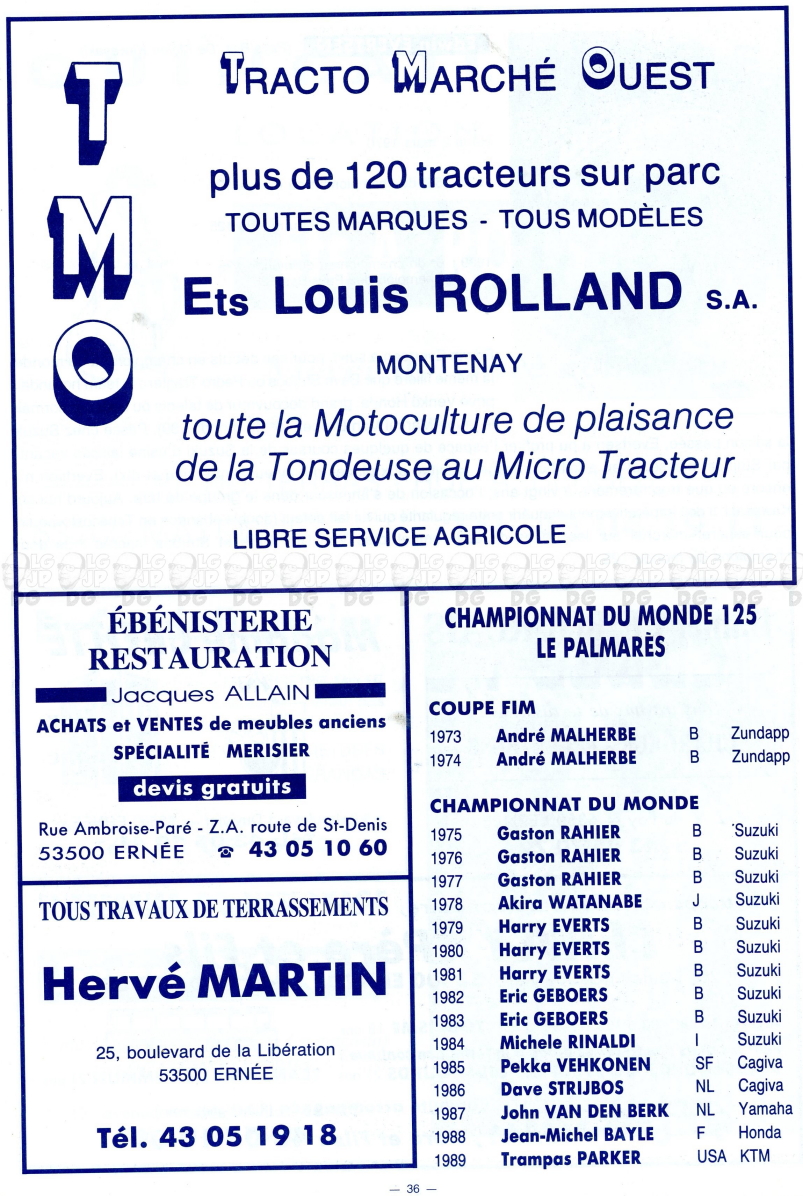 T
M
O
TRACTO MARCHÉ OUEST
plus de 120 tracteurs sur parc
TOUTES MARQUES - TOUS MODÈLES
Ets Louis ROLLAND S.A.
MONTENAY
toute la Motoculture de plaisance
de la Tondeuse au Micro Tracteur
LIBRE SERVICE AGRICOLE
ÉBÉNISTERIE
RESTAURATION
Jacques ALLAIN
ACHATS et VENTES de meubles anciens
SPÉCIALITÉ MERISIER
devis gratuits
Rue Ambroise-Paré - Z.A. route de St-Denis
53500 ERNÉE ☎ 43 05 10 60
TOUS TRAVAUX DE TERRASSEMENTS
Hervé MARTIN
25, boulevard de la Libération
53500 ERNÉE
Tél. 43 05 19 18
CHAMPIONNAT DU MONDE 125
LE PALMARÈS
COUPE FIM
1973 André MALHERBE B Zundapp
1974 André MALHERBE B Zundapp
CHAMPIONNAT DU MONDE
1975 Gaston RAHIER B Suzuki
1976 Gaston RAHIER B Suzuki
1977 Gaston RAHIER B Suzuki
1978 Akira WATANABE J Suzuki
1979 Harry EVERTS B Suzuki
1980 Harry EVERTS B Suzuki
1981 Harry EVERTS B Suzuki
1982 Eric GEBOERS B Suzuki
1983 Eric GEBOERS B Suzuki
1984 Michele RINALDI I Suzuki
1985 Pekka VEHKONEN SF Cagiva
1986 Dave STRIJBOS NL Cagiva
1987 John VAN DEN BERK NL Yamaha
1988 Jean-Michel BAYLE F Honda
1989 Trampas PARKER USA KTM
— 36 —